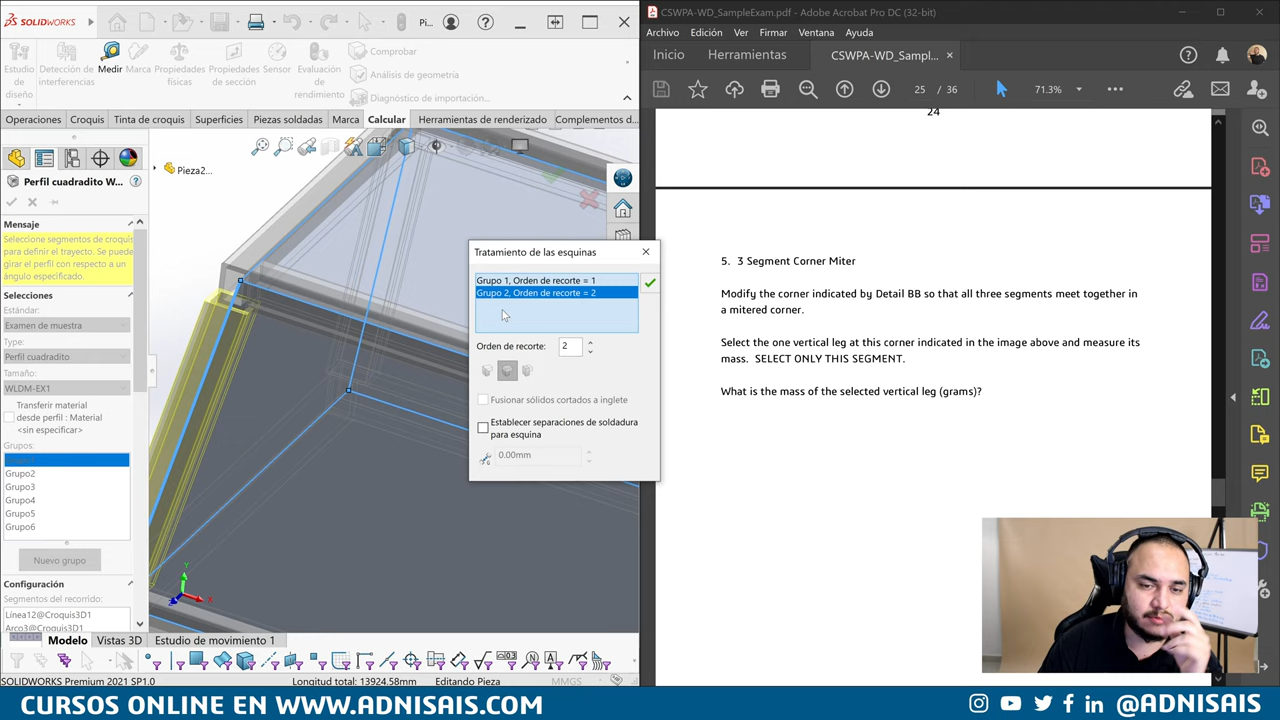 SOLIDWORKS
Pi...
Estudio de diseño
Detección de interferencias
Medir
Marca
Propiedades físicas
Propiedades de sección
Sensor
Evaluación de rendimiento
Comprobar
Análisis de geometría
Diagnóstico de importación...
Operaciones
Croquis
Tinta de croquis
Superficies
Piezas soldadas
Marca
Calcular
Herramientas de renderizado
Complementos d...
Pieza2...
Perfil cuadradito W...
Mensaje
Seleccione segmentos de croquis
para definir el trayecto. Se puede
girar el perfil con respecto a un
ángulo especificado.
Selecciones
Estándar:
Examen de muestra
Tipo:
Perfil cuadratito
Tamaño:
WLDM-EX1
Transferir material
desde perfil : Material
<sin especificar>
Grupos:
Grupo2
Grupo3
Grupo4
Grupo5
Grupo6
Nuevo grupo
Configuración
Segmentos del recorrido:
Línea12@Croquis3D1
Arco3@Croquis3D1
Tratamiento de las esquinas
Grupo 1, Orden de recorte = 1
Grupo 2, Orden de recorte = 2
Orden de recorte: 2
Fusionar sólidos cortados a inglete
Establecer separaciones de soldadura
para esquina
0.00mm
Y
X
Z
Modelo
Vistas 3D
Estudio de movimiento 1
SOLIDWORKS Premium 2021 SP1.0
Longitud total: 13924.58mm
Editando Pieza
MMGS
CSWPA-WD_SampleExam.pdf - Adobe Acrobat Pro DC (32-bit)
Archivo Edición Ver Firmar Ventana Ayuda
Inicio
Herramientas
CSWPA-WD_Sampl...
25 / 36
71.3%
24
5. 3 Segment Corner Miter
Modify the corner indicated by Detail BB so that all three segments meet together in
a mitered corner.
Select the one vertical leg at this corner indicated in the image above and measure its
mass. SELECT ONLY THIS SEGMENT.
What is the mass of the selected vertical leg (grams)?
CURSOS ONLINE EN WWW.ADNISAIS.COM
@ADNISAIS